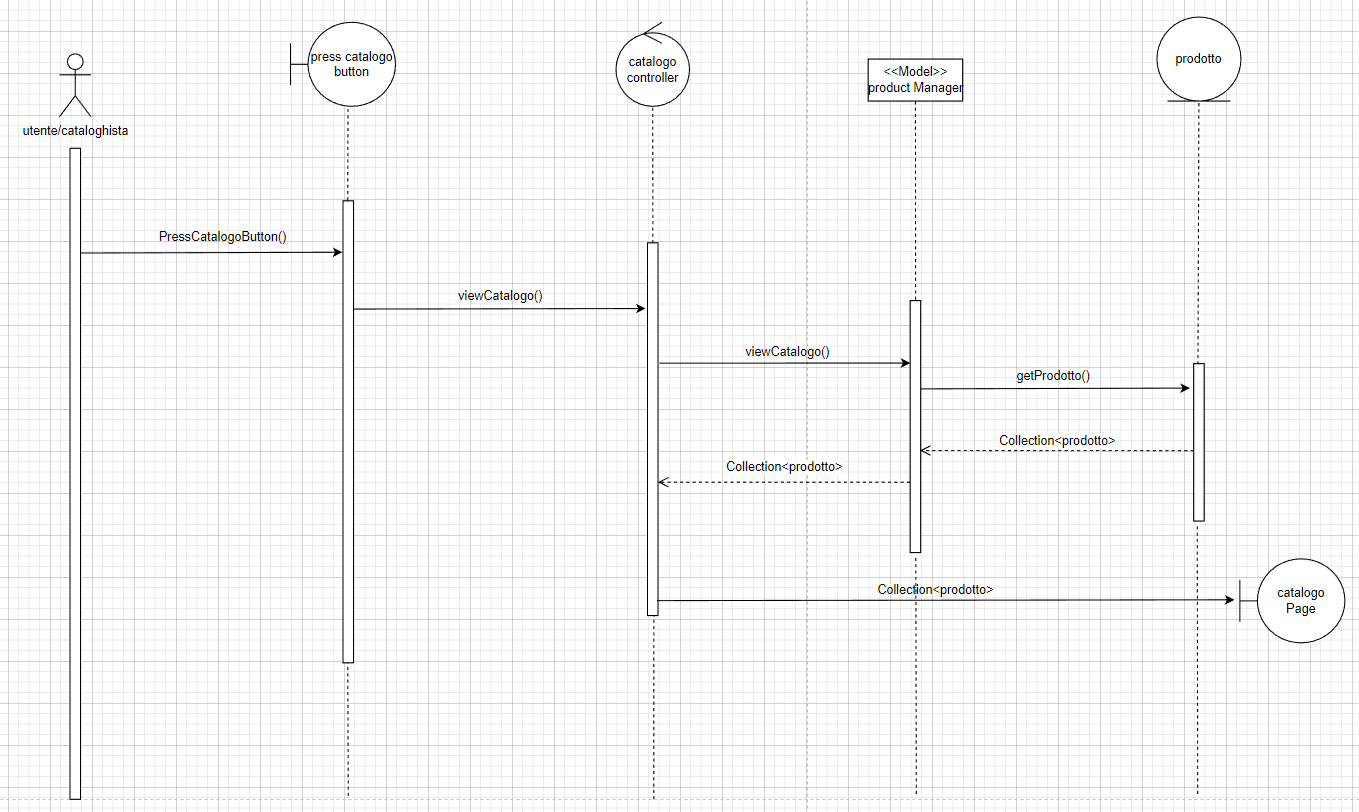 press catalogo
button
catalogo
controller
<<Model>>
product Manager
prodotto
utente/cataloghista
PressCatalogoButton()
viewCatalogo()
viewCatalogo()
getProdotto()
Collection<prodotto>
Collection<prodotto>
Collection<prodotto>
catalogo
Page